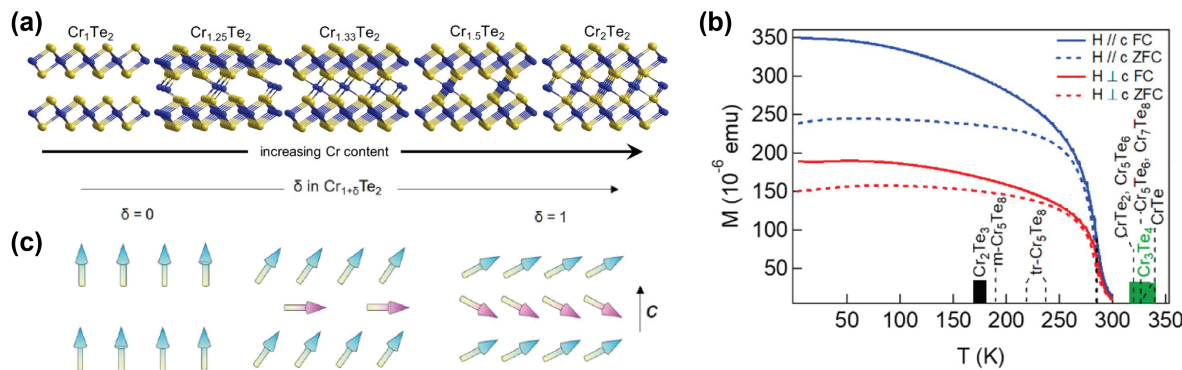 (a)
Cr₁Te₂ Cr₁.₂₅Te₂ Cr₁.₃₃Te₂ Cr₁.₅Te₂ Cr₂Te₂
increasing Cr content
δ in Cr₁₊δTe₂
δ = 0 δ = 1
(c)
c
(b)
350
300
250
200
150
100
50
M (10⁻⁶ emu)
H // c FC
H // c ZFC
H ⊥ c FC
H ⊥ c ZFC
Cr₂Te₃
m-Cr₅Te₈
tr-Cr₅Te₈
CrTe₂, Cr₅Te₆
Cr₃Te₄
Cr₅Te₆, Cr₇Te₈
CrTe
50 100 150 200 250 300 350
T (K)